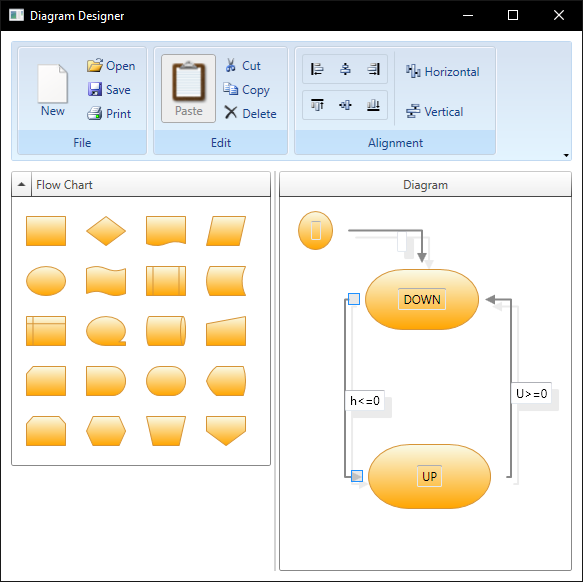 Diagram Designer
New
Open
Save
Print
File
Paste
Cut
Copy
Delete
Edit
Horizontal
Vertical
Alignment
Flow Chart
Diagram
DOWN
h<=0
U>=0
UP